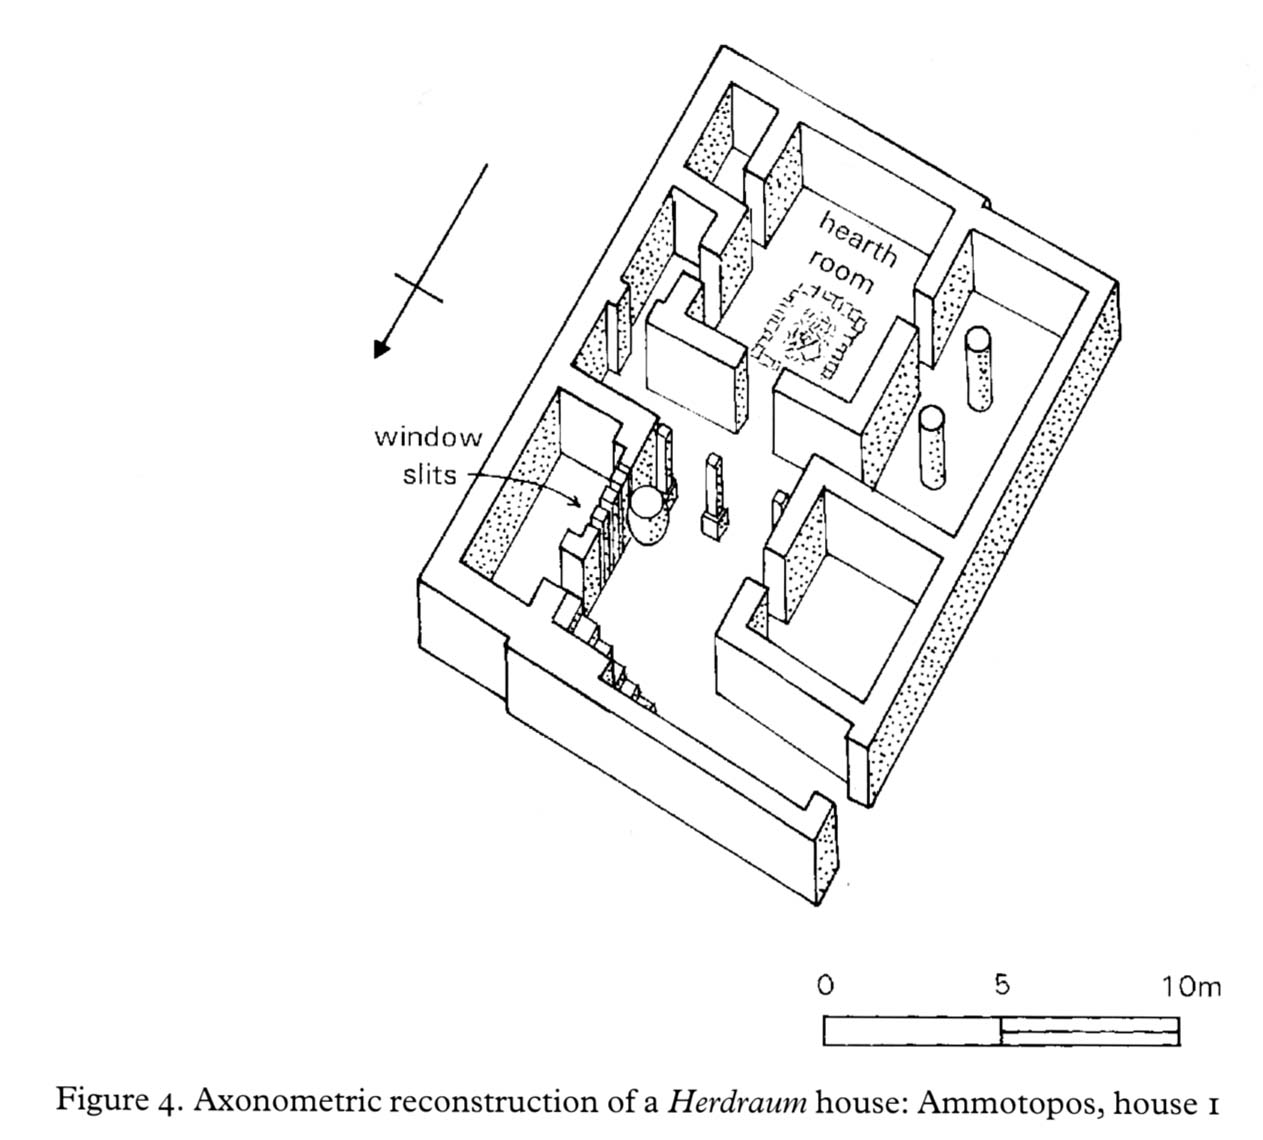 hearth
room
window
slits
0 5 10m
Figure 4. Axonometric reconstruction of a Herdraum house: Ammotopos, house 1